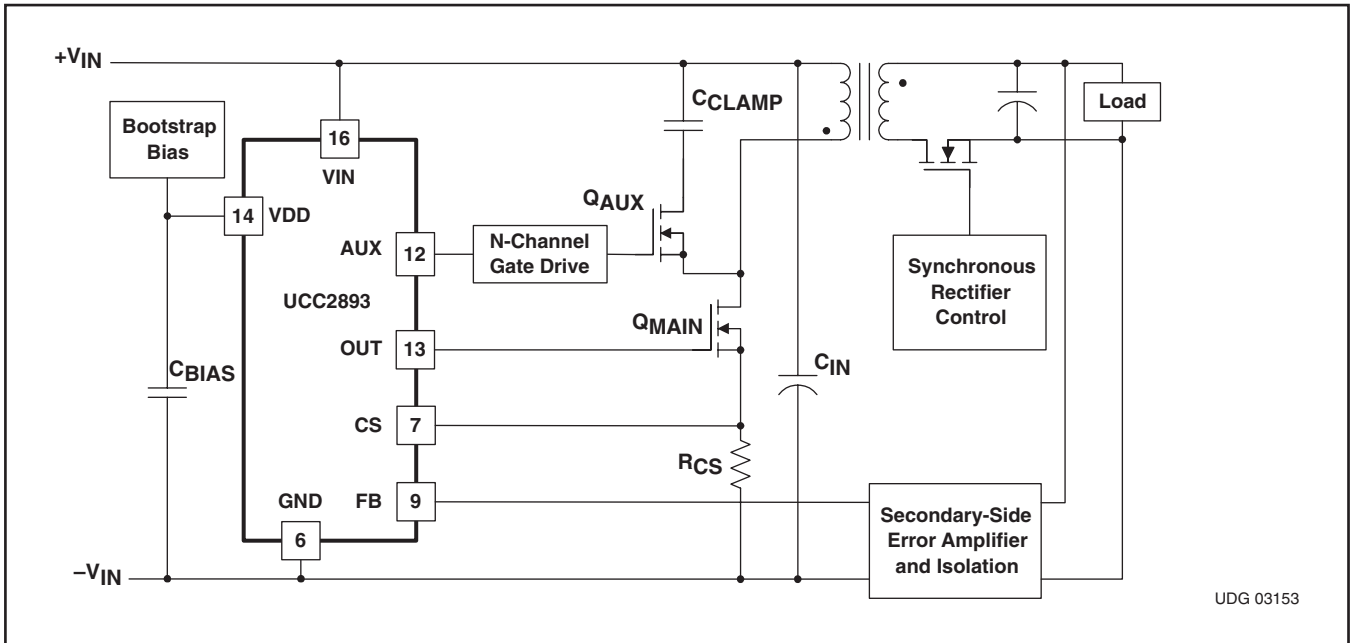 +VIN
CCLAMP
Load
Bootstrap
Bias
16
VIN
QAUX
14
VDD
AUX
12
N-Channel
Gate Drive
Synchronous
Rectifier
Control
UCC2893
QMAIN
OUT
13
CIN
CBIAS
CS
7
RCS
GND
FB
9
Secondary-Side
Error Amplifier
and Isolation
6
–VIN
UDG 03153